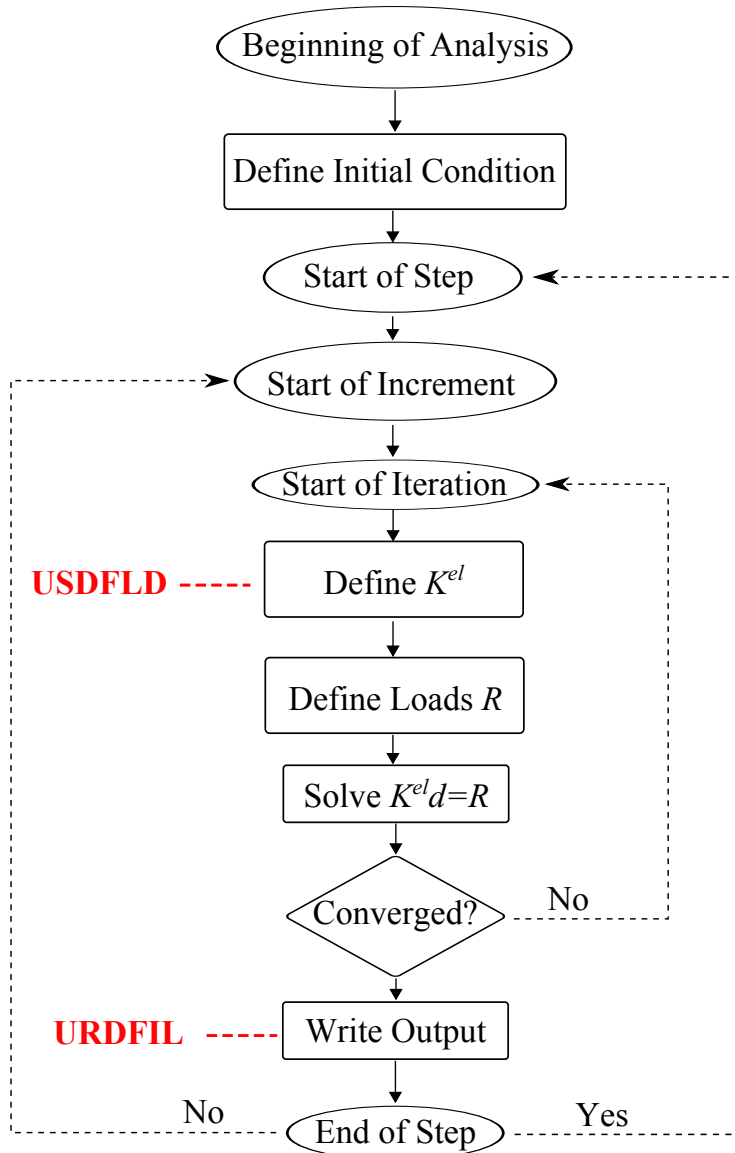 Beginning of Analysis
Define Initial Condition
Start of Step
Start of Increment
Start of Iteration
USDFLD
Define K^el
Define Loads R
Solve K^el d=R
Converged?
No
URDFIL
Write Output
No
End of Step
Yes